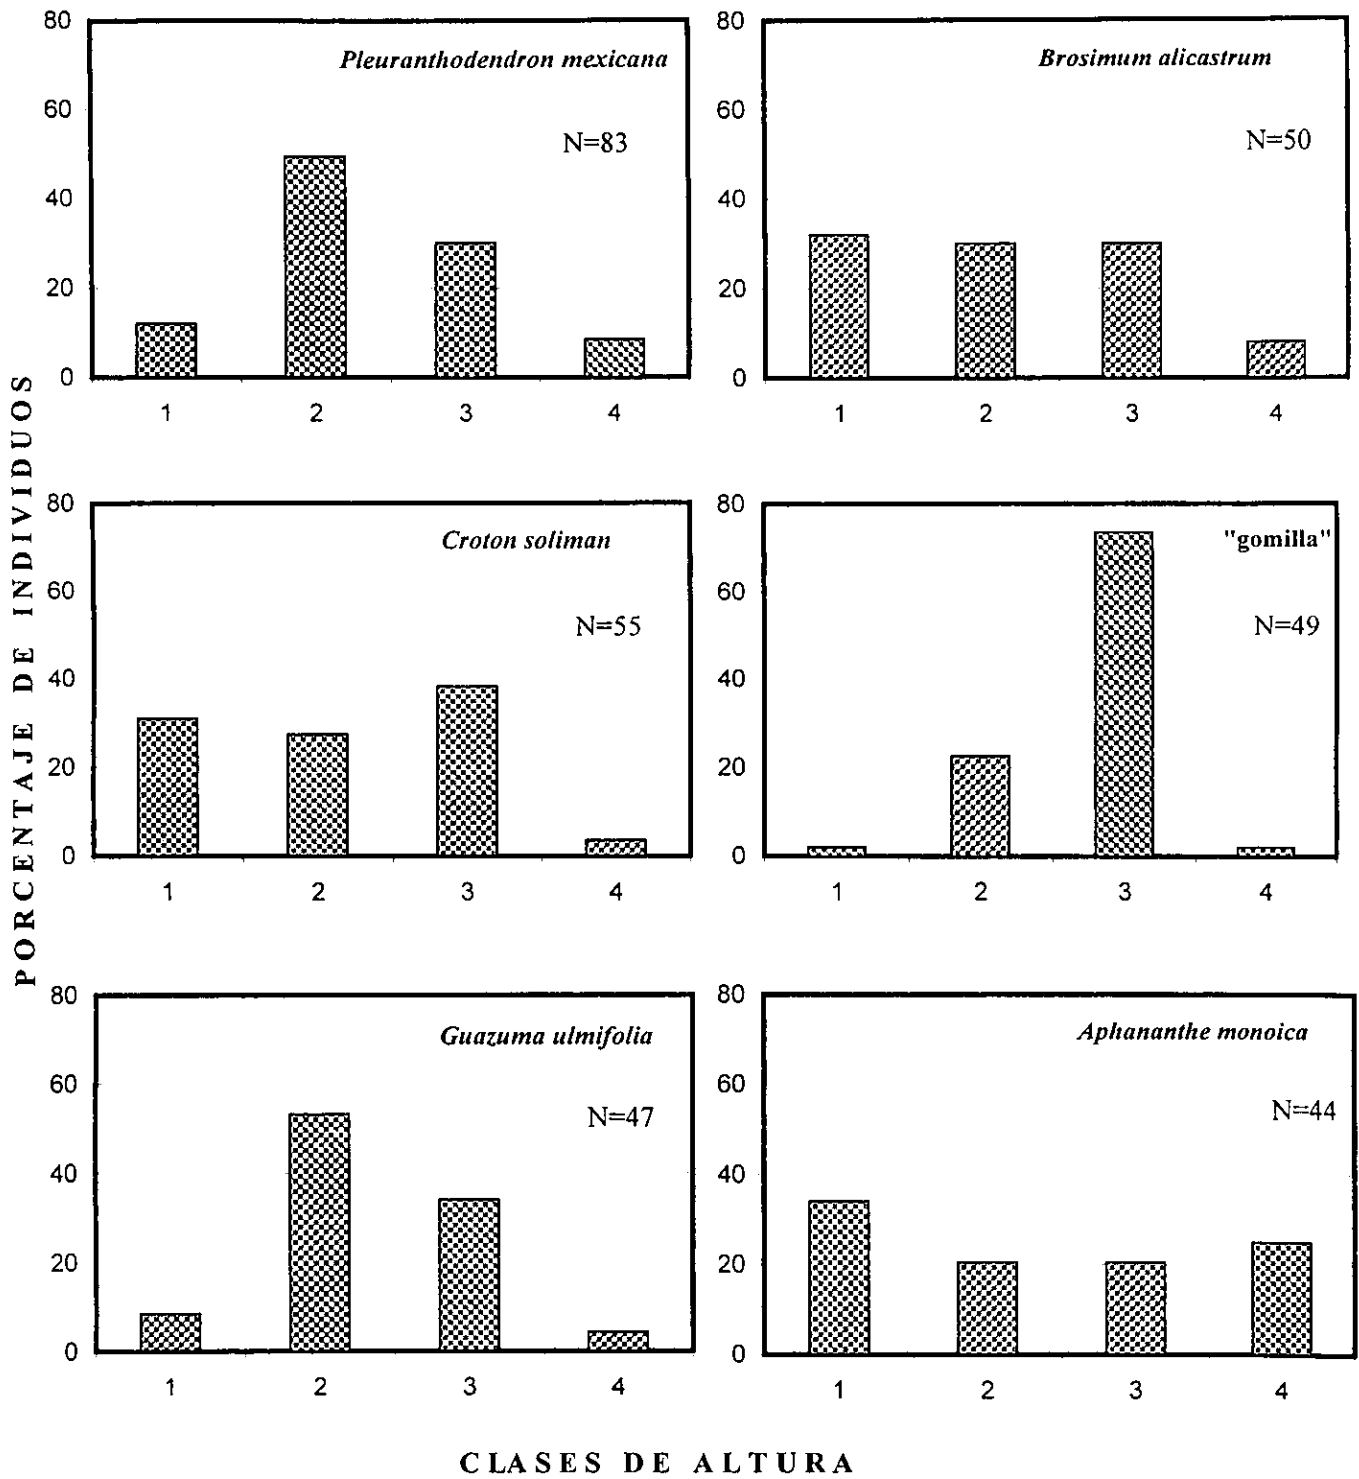 80
60
40
20
0
Pleuranthodendron mexicana
N=83
1 2 3 4
80
60
40
20
0
Brosimum alicastrum
N=50
1 2 3 4
80
60
40
20
0
Croton soliman
N=55
1 2 3 4
80
60
40
20
0
"gomilla"
N=49
1 2 3 4
80
60
40
20
0
Guazuma ulmifolia
N=47
1 2 3 4
80
60
40
20
0
Aphananthe monoica
N=44
1 2 3 4
PORCENTAJE DE INDIVIDUOS
CLASES DE ALTURA